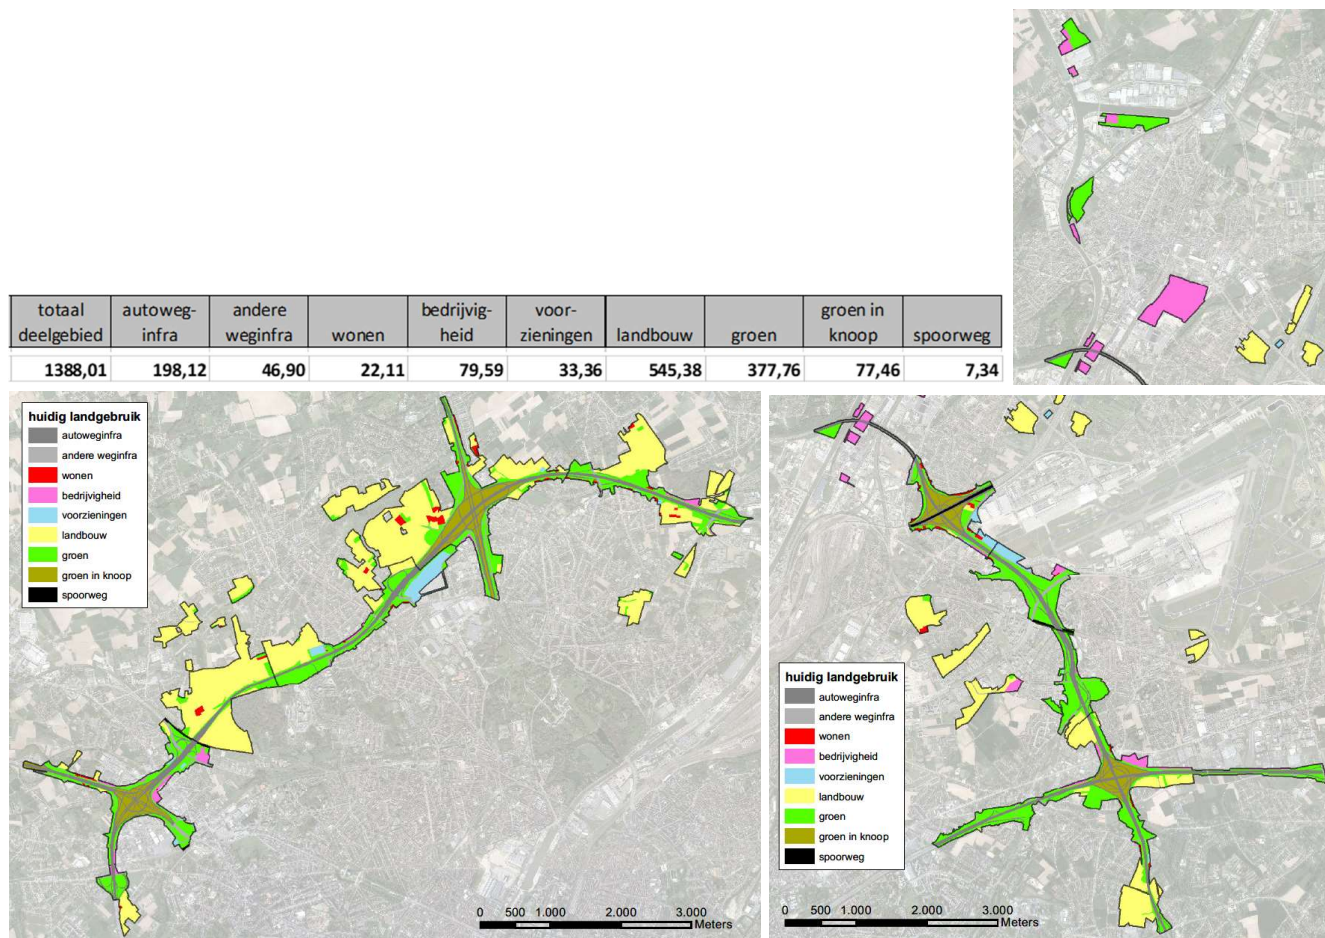 totaal deelgebied autoweg- infra andere weginfra wonen bedrijvig- heid voor- zieningen landbouw groen groen in knoop spoorweg
1388,01 198,12 46,90 22,11 79,59 33,36 545,38 377,76 77,46 7,34
huidig landgebruik
autoweginfra
andere weginfra
wonen
bedrijvigheid
voorzieningen
landbouw
groen
groen in knoop
spoorweg
0 500 1.000 2.000 3.000
Meters
huidig landgebruik
autoweginfra
andere weginfra
wonen
bedrijvigheid
voorzieningen
landbouw
groen
groen in knoop
spoorweg
0 500 1.000 2.000 3.000
Meters